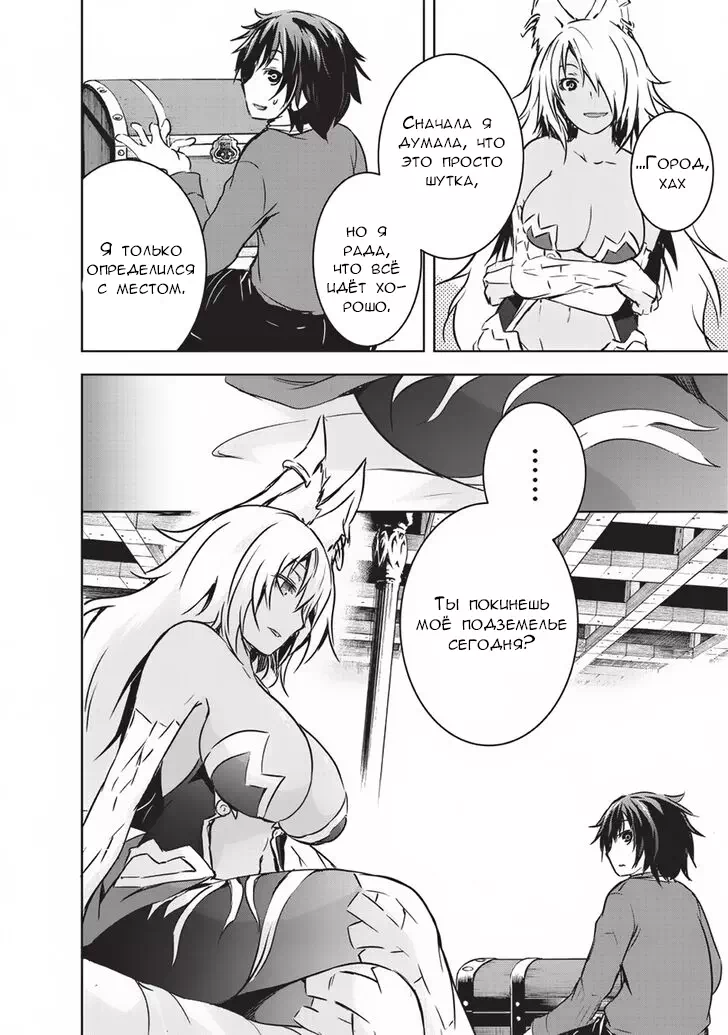 ...Город,
хах
Сначала я
думала, что
это просто
шутка,
но я
рада,
что всё
идёт хо-
рошо.
Я только
определился
с местом.
......
Ты покинешь
моё подземелье
сегодня?